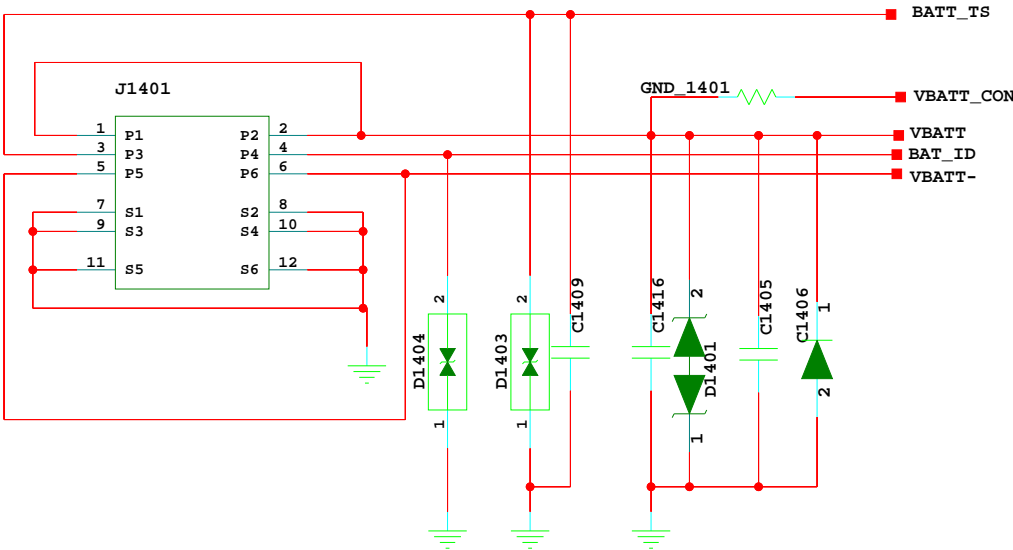 BATT_TS
J1401
GND_1401
VBATT_CON
1 P1 P2 2
VBATT
3 P3 P4 4
BAT_ID
5 P5 P6 6
VBATT-
7 S1 S2 8
9 S3 S4 10
11 S5 S6 12
2 D1404 1
2 D1403 1
C1409
C1416
2 D1401 1
C1405
C1406
1
2